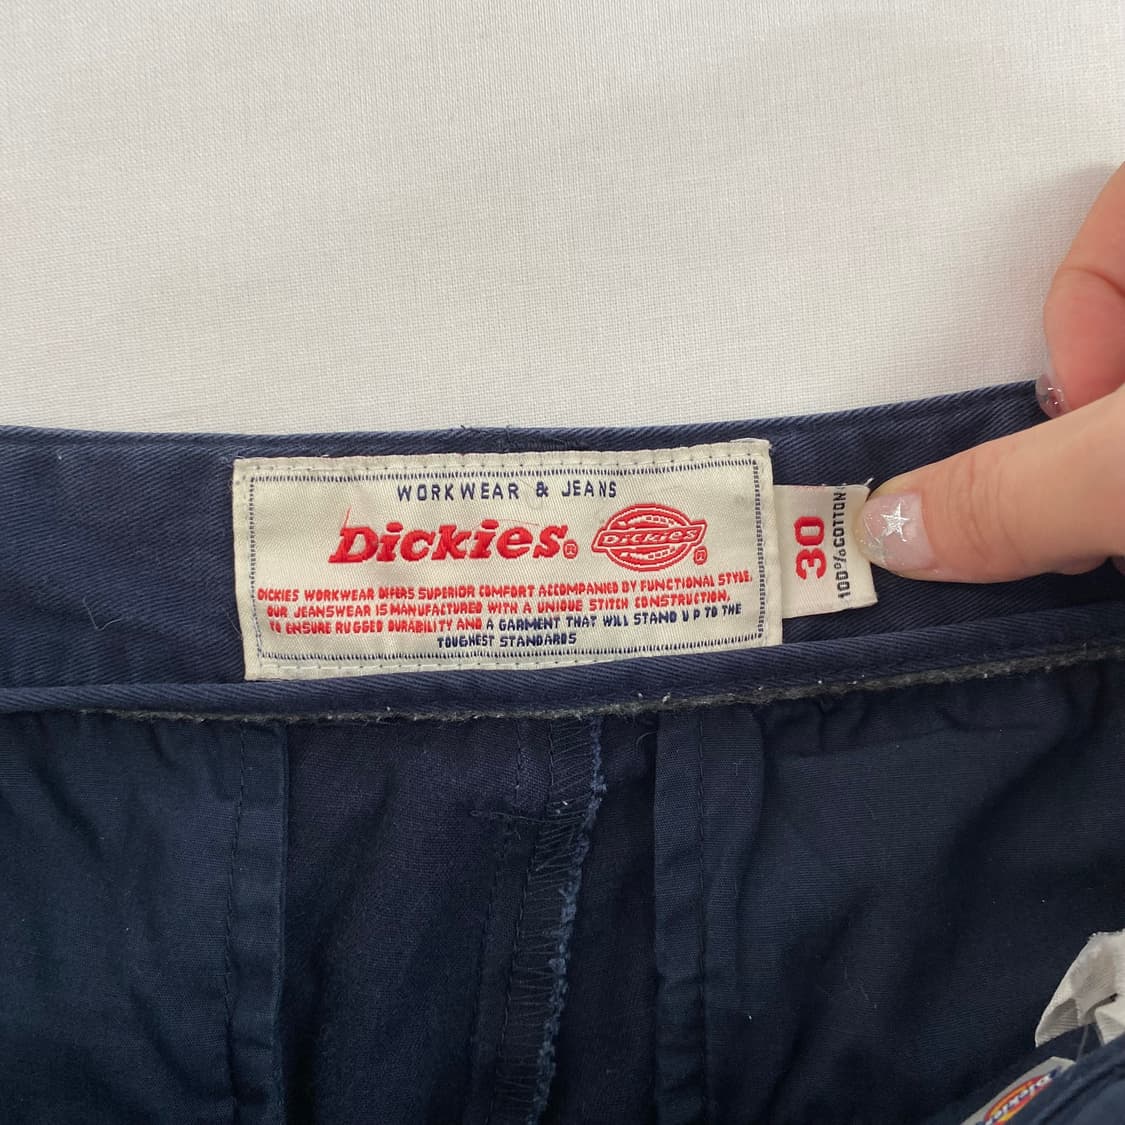 WORKWEAR & JEANS
Dickies®
Dickies®
DICKIES WORKWEAR OFFERS SUPERIOR COMFORT ACCOMPANIED BY FUNCTIONAL STYLE.
OUR JEANSWEAR IS MANUFACTURED WITH A UNIQUE STITCH CONSTRUCTION.
TO ENSURE RUGGED DURABILITY AND A GARMENT THAT WILL STAND UP TO THE
TOUGHEST STANDARDS
30
100% COTTON
Dickies